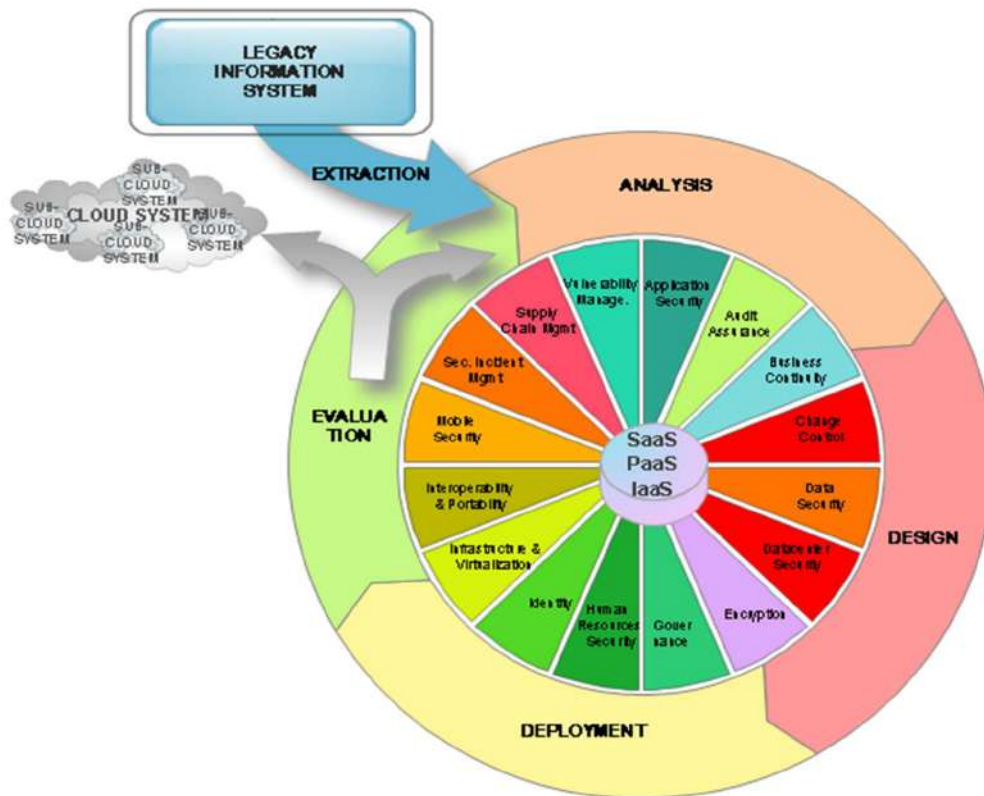 LEGACY
INFORMATION
SYSTEM
EXTRACTION
SUB-
CLOUD
SYSTEM
SUB-
CLOUD
SYSTEM
CLOUD SYSTEM
SUB-
CLOUD
SYSTEM
SUB-
CLOUD
SYSTEM
ANALYSIS
DESIGN
DEPLOYMENT
EVALUA
TION
Vulnerability
Manage.
Application
Security
Audit
Assurance
Business
Continuity
Change
Control
Data
Security
Datacenter
Security
Encryption
Gover
nance
Human
Resources
Security
Identity
Infrastructure &
Virtualization
Interoperability
& Portability
Mobile
Security
Sec. Incident
Mgmt
Supply
Chain Mgmt
SaaS
PaaS
IaaS